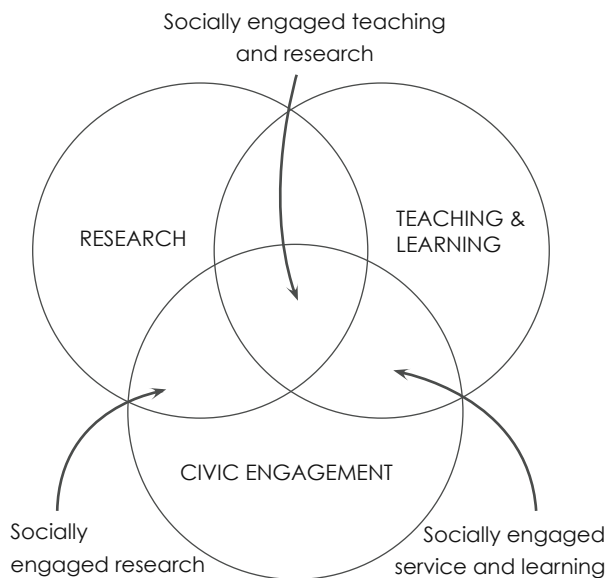 Socially engaged teaching
and research
RESEARCH
TEACHING &
LEARNING
CIVIC ENGAGEMENT
Socially
engaged research
Socially engaged
service and learning